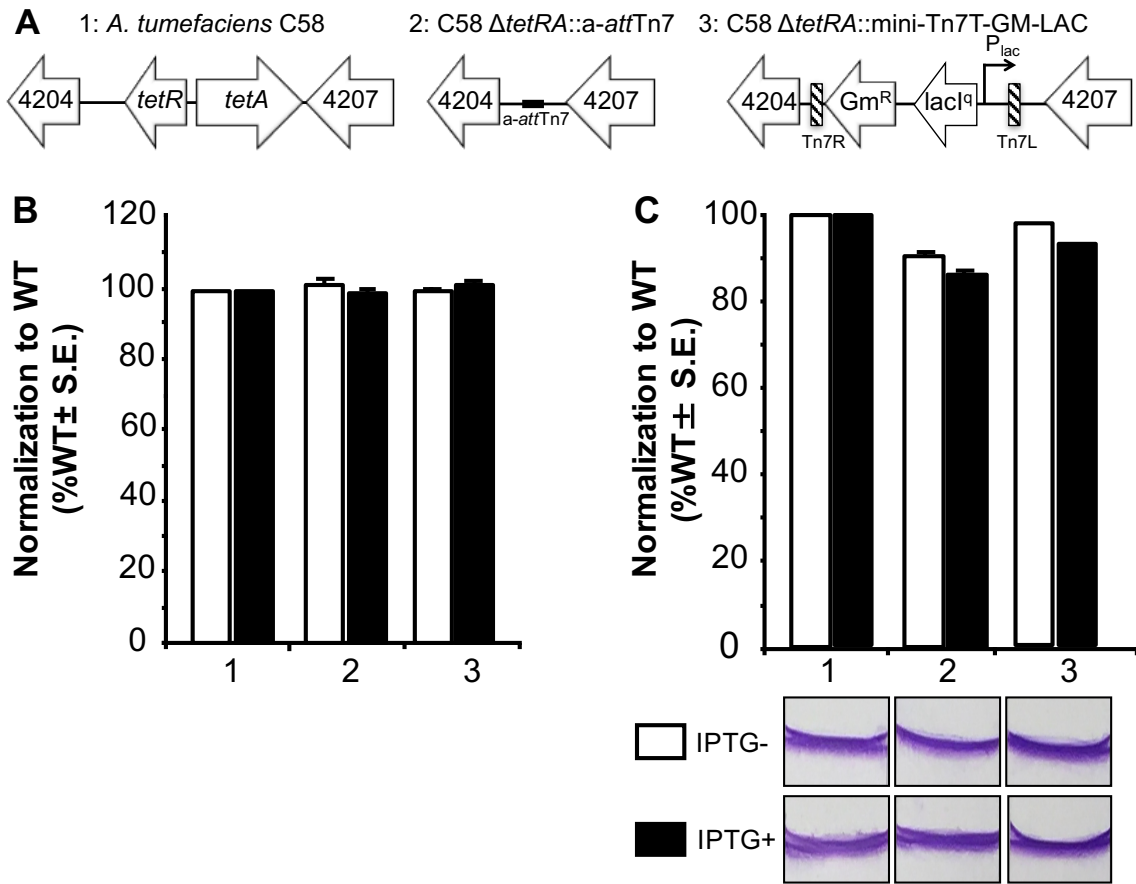 A
1: A. tumefaciens C58
2: C58 ΔtetRA::a-attTn7
3: C58 ΔtetRA::mini-Tn7T-GM-LAC
4204
tetR
tetA
4207
4204
a-attTn7
4207
Plac
4204
Tn7R
GmR
lacIq
Tn7L
4207
B
Normalization to WT
(%WT± S.E.)
120
100
80
60
40
20
0
1
2
3
C
Normalization to WT
(%WT± S.E.)
100
80
60
40
20
0
1
2
3
IPTG-
IPTG+